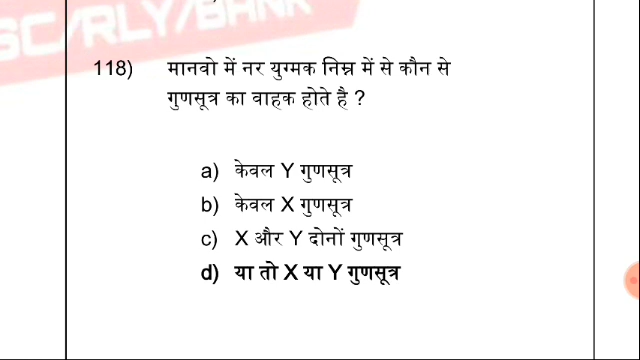 SC/RLY/BANK
118) मानवो में नर युग्मक निम्न में से कौन से
गुणसूत्र का वाहक होते है ?
a) केवल Y गुणसूत्र
b) केवल X गुणसूत्र
c) X और Y दोनों गुणसूत्र
d) या तो X या Y गुणसूत्र